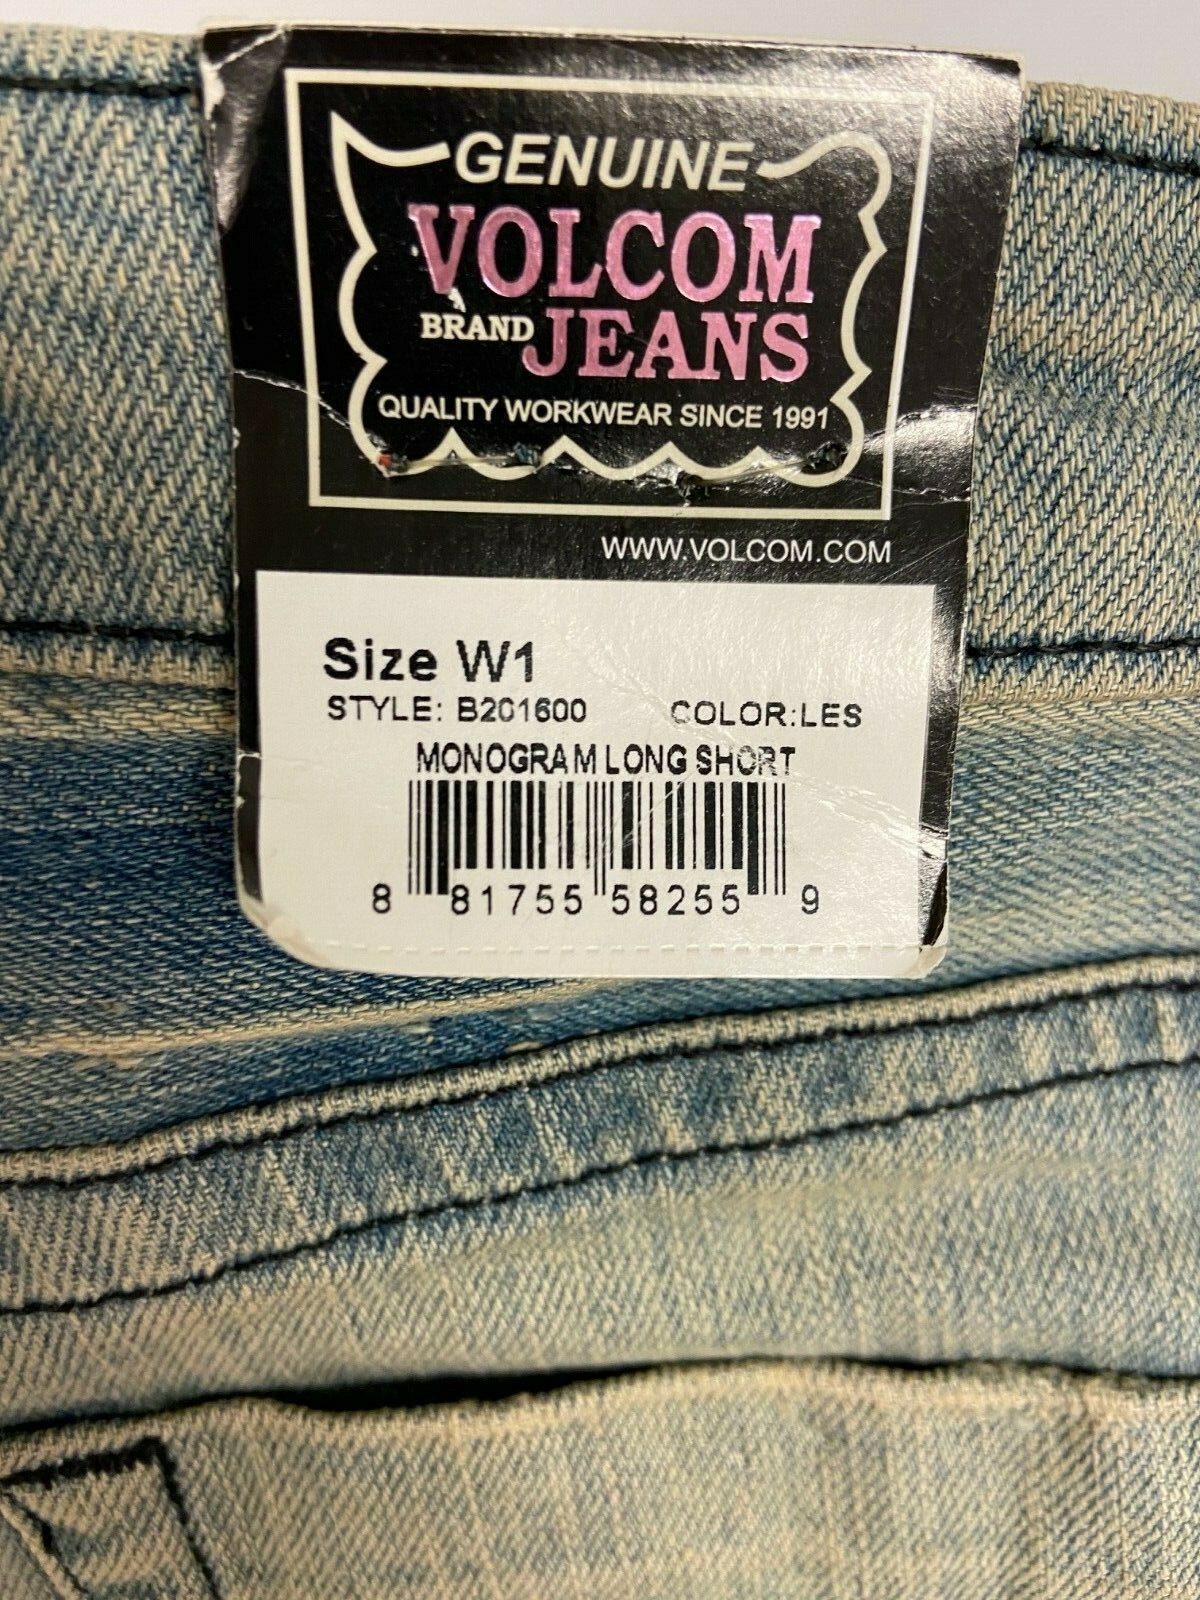 GENUINE
VOLCOM
BRAND JEANS
QUALITY WORKWEAR SINCE 1991
WWW.VOLCOM.COM
Size W1
STYLE: B201600 COLOR:LES
MONOGRAM LONG SHORT
8 81755 58255 9